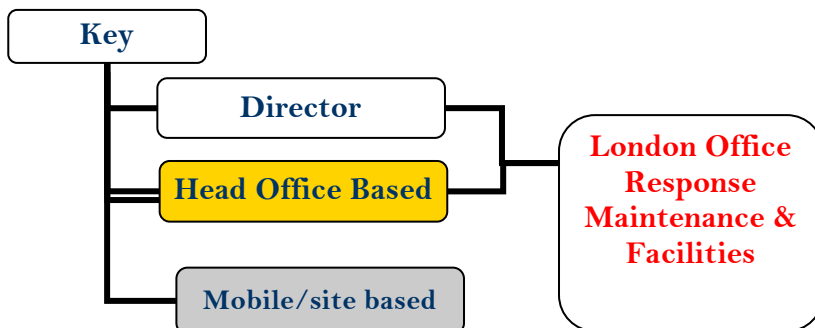 Key
Director
Head Office Based
Mobile/site based
London Office
Response
Maintenance &
Facilities